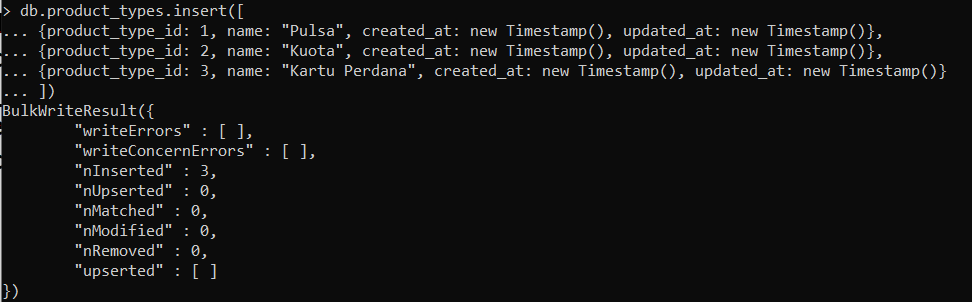 > db.product_types.insert([
... {product_type_id: 1, name: "Pulsa", created_at: new Timestamp(), updated_at: new Timestamp()},
... {product_type_id: 2, name: "Kuota", created_at: new Timestamp(), updated_at: new Timestamp()},
... {product_type_id: 3, name: "Kartu Perdana", created_at: new Timestamp(), updated_at: new Timestamp()}
... ])
BulkWriteResult({
        "writeErrors" : [ ],
        "writeConcernErrors" : [ ],
        "nInserted" : 3,
        "nUpserted" : 0,
        "nMatched" : 0,
        "nModified" : 0,
        "nRemoved" : 0,
        "upserted" : [ ]
})